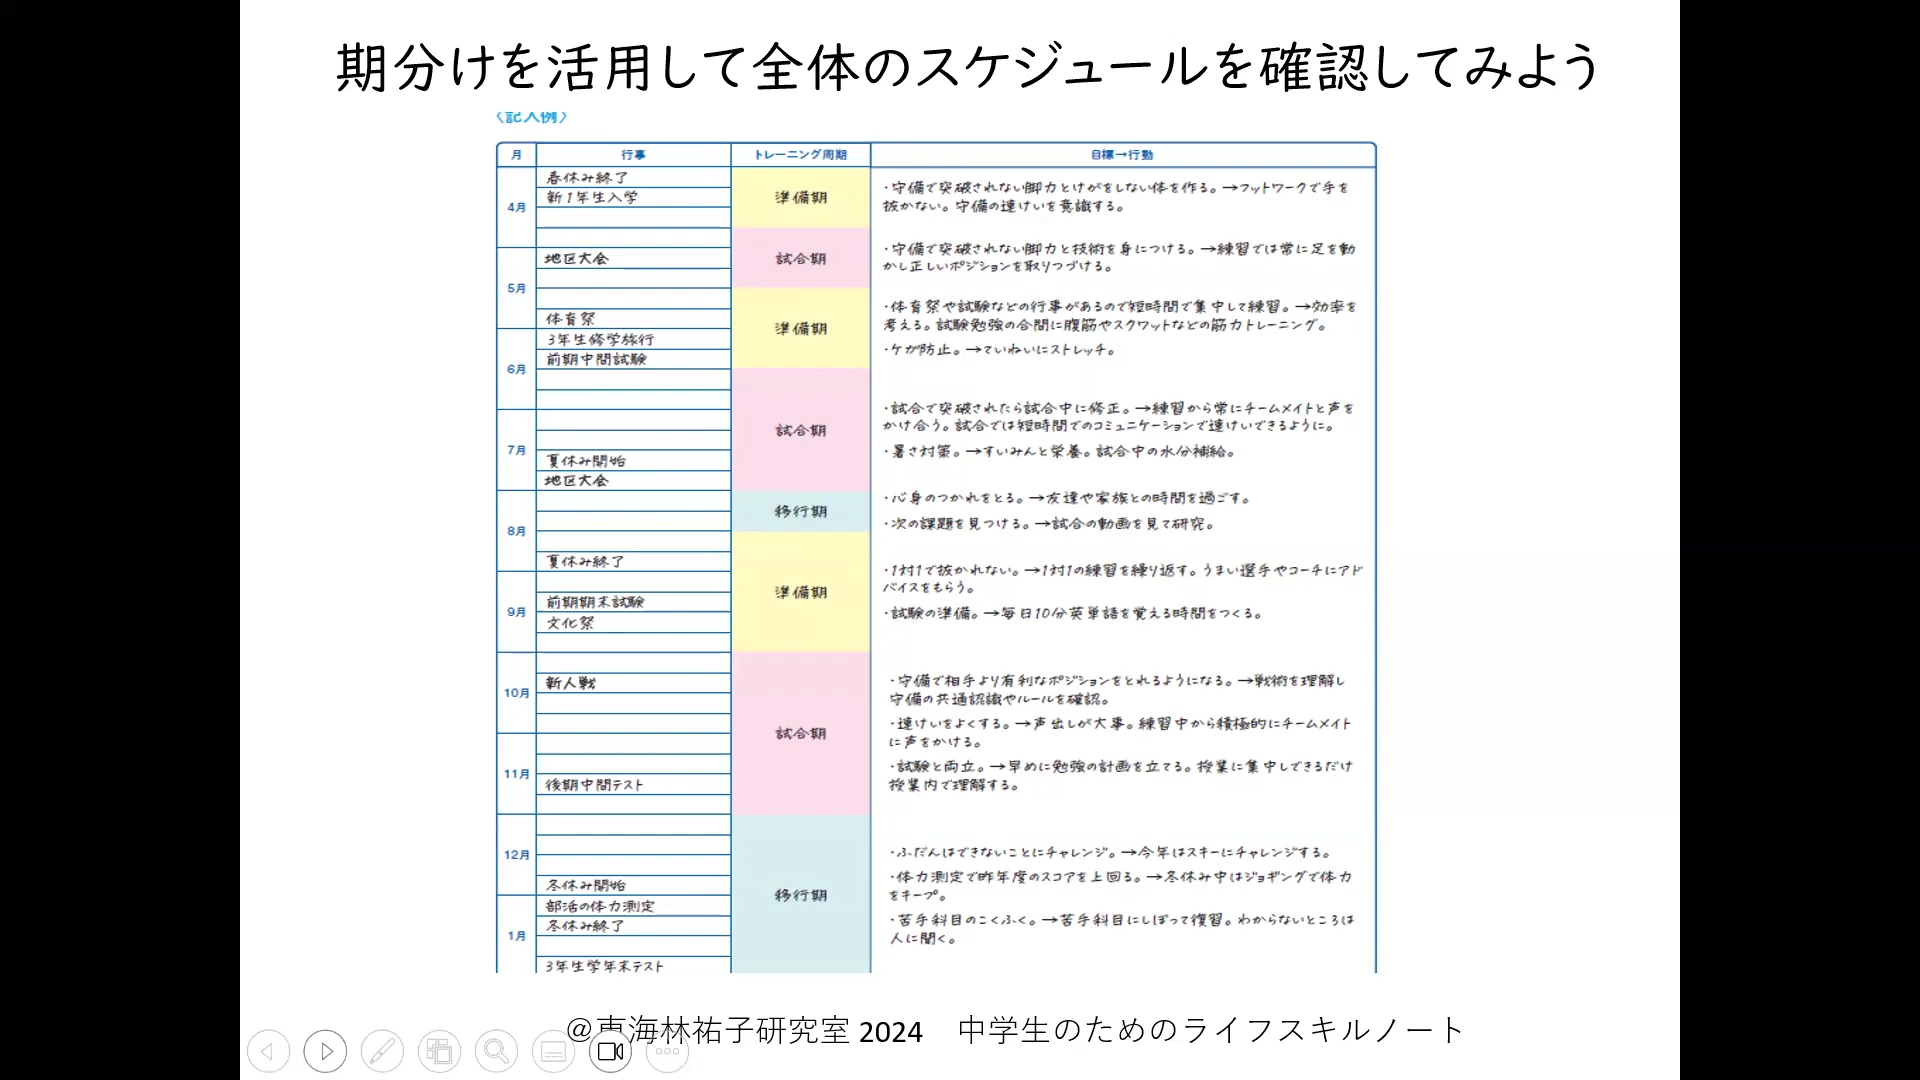 期分けを活用して全体のスケジュールを確認してみよう
〈記入例〉
月 行事 トレーニング周期 目標→行動
4月
春休み終了
新1年生入学
準備期
・守備で突破されない脚力とけがをしない体を作る。→フットワークで手を
抜かない。守備の連けいを意識する。
5月
地区大会
試合期
・守備で突破されない脚力と技術を身につける。→練習では常に足を動
かし正しいポジションを取りつづける。
体育祭
準備期
・体育祭や試験などの行事があるので短時間で集中して練習。→効率を
考える。試験勉強の合間に腹筋やスクワットなどの筋力トレーニング。
・ケガ防止。→ていねいにストレッチ。
6月
3年生修学旅行
前期中間試験
試合期
・試合で突破されたら試合中に修正。→練習から常にチームメイトと声を
かけ合う。試合では短時間でのコミュニケーションで連けいできるように。
・暑さ対策。→すいみんと栄養。試合中の水分補給。
7月
夏休み開始
地区大会
移行期
・心身のつかれをとる。→友達や家族との時間を過ごす。
・次の課題を見つける。→試合の動画を見て研究。
8月
夏休み終了
準備期
・1対1で抜かれない。→1対1の練習を繰り返す。うまい選手やコーチにアド
バイスをもらう。
・試験の準備。→毎日10分英単語を覚える時間をつくる。
9月
前期期末試験
文化祭
10月
新人戦
試合期
・守備で相手より有利なポジションをとれるようになる。→戦術を理解し
守備の共通認識やルールを確認。
・連けいをよくする。→声出しが大事。練習中から積極的にチームメイト
に声をかける。
・試験と両立。→早めに勉強の計画を立てる。授業に集中しできるだけ
授業内で理解する。
11月
後期中間テスト
12月
冬休み開始
移行期
・ふだんはできないことにチャレンジ。→今年はスキーにチャレンジする。
・体力測定で昨年度のスコアを上回る。→冬休み中はジョギングで体力
をキープ。
・苦手科目のこくふく。→苦手科目にしぼって復習。わからないところは
人に聞く。
1月
部活の体力測定
冬休み終了
3年生学年末テスト
@東海林祐子研究室 2024 中学生のためのライフスキルノート